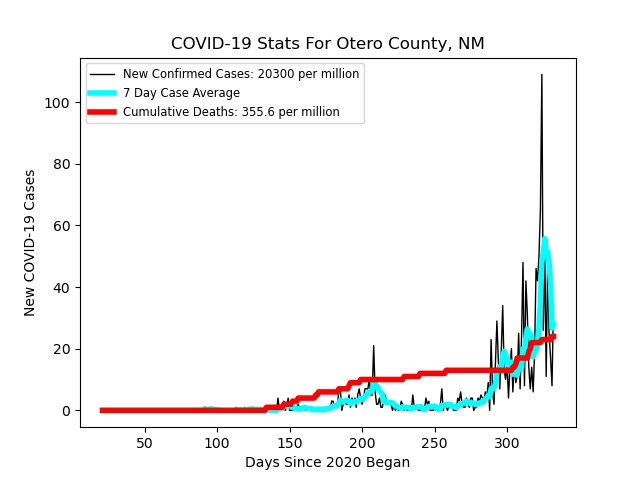 COVID-19 Stats For Otero County, NM
New Confirmed Cases: 20300 per million
7 Day Case Average
Cumulative Deaths: 355.6 per million
New COVID-19 Cases
100
80
60
40
20
0
50
100
150
200
250
300
Days Since 2020 Began